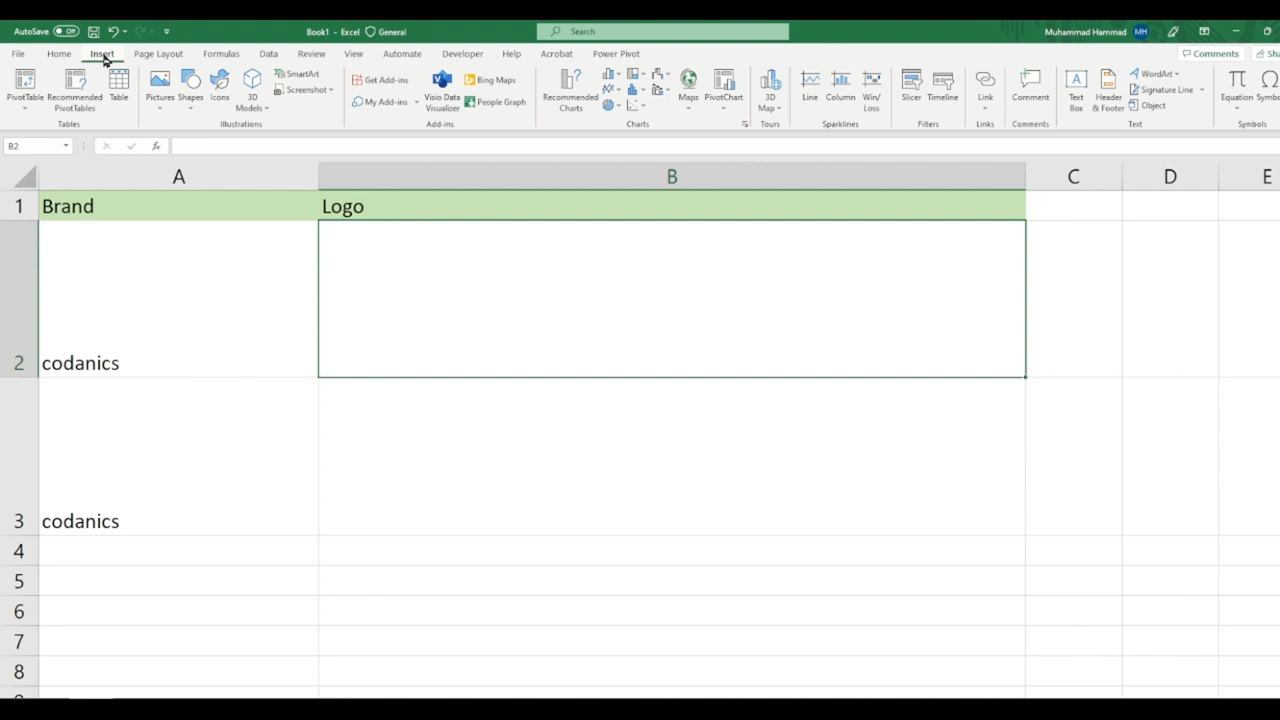 AutoSave Off Book1 - Excel General Search Muhammad Hammad MH
File Home Insert Page Layout Formulas Data Review View Automate Developer Help Acrobat Power Pivot Comments
PivotTable Recommended PivotTables Table
Tables
Pictures Shapes Icons 3D Models SmartArt Screenshot
Illustrations
Get Add-ins My Add-ins Visio Data Visualizer Bing Maps People Graph
Add-ins
Recommended Charts Maps PivotChart
Charts
3D Map
Tours
Line Column Win/Loss
Sparklines
Slicer Timeline
Filters
Link
Links
Comment
Comments
Text Box Header & Footer WordArt Signature Line Object
Text
Equation
Symbols
B2 fx
A B C D E
1 Brand Logo
2 codanics
3 codanics
4
5
6
7
8